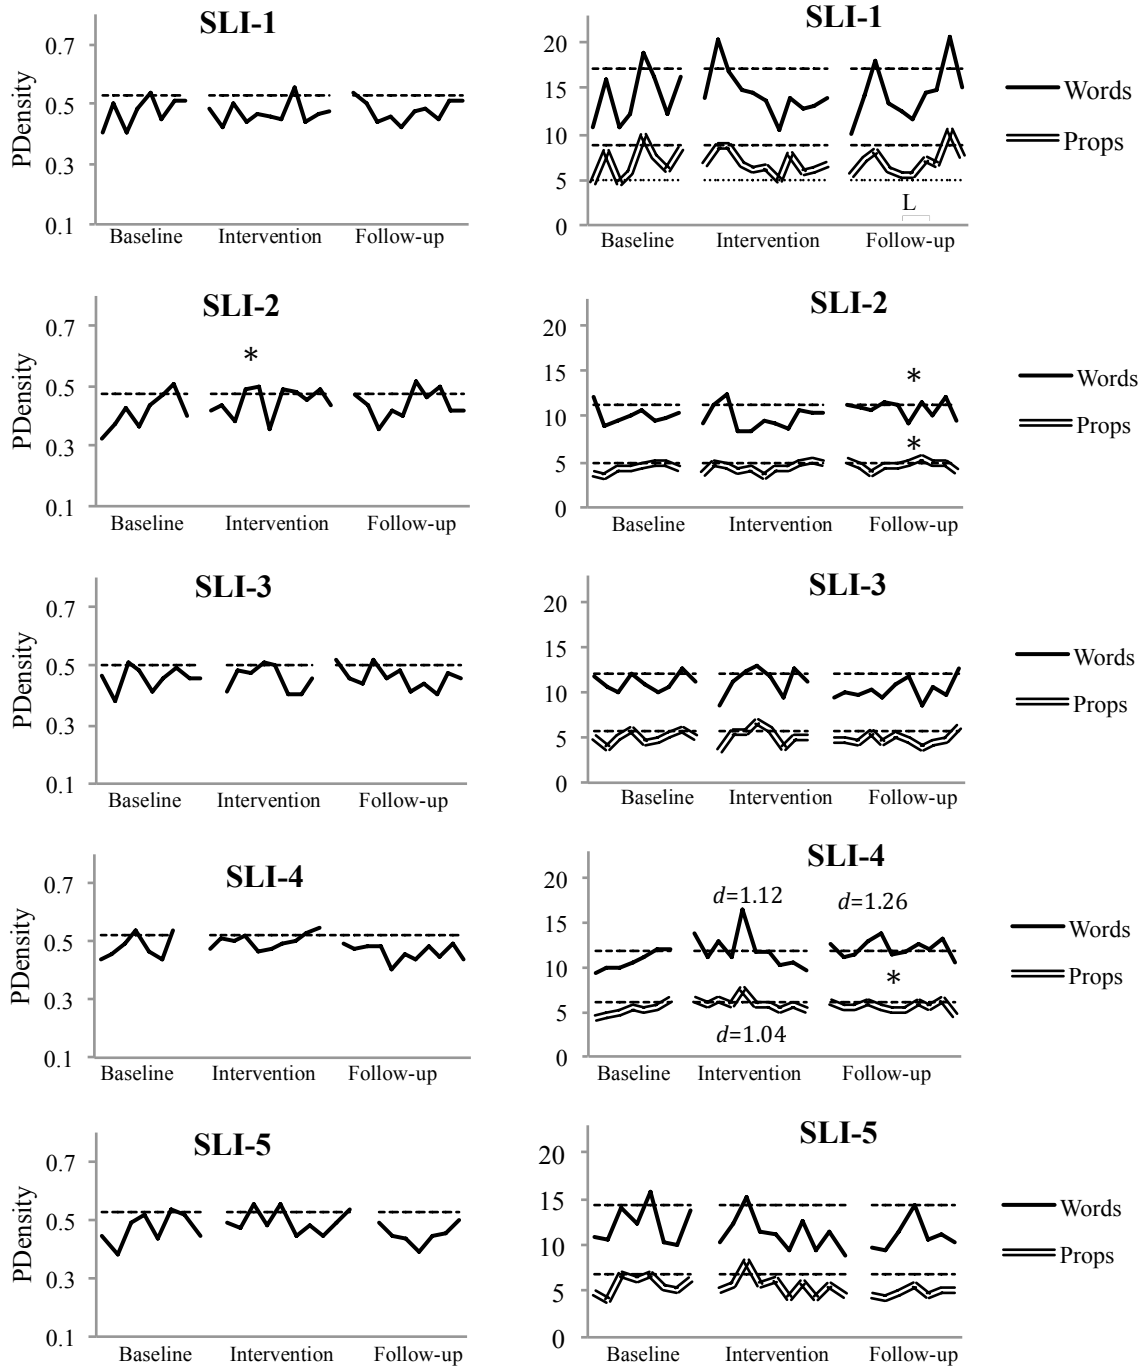 SLI-1
0.7
0.5
0.3
0.1
PDensity
Baseline Intervention Follow-up
SLI-1
20
15
10
5
0
L
Baseline Intervention Follow-up
Words
Props
SLI-2
0.7
0.5
0.3
0.1
PDensity
*
Baseline Intervention Follow-up
SLI-2
20
15
10
5
0
*
*
Baseline Intervention Follow-up
Words
Props
SLI-3
0.7
0.5
0.3
0.1
PDensity
Baseline Intervention Follow-up
SLI-3
20
15
10
5
0
Baseline Intervention Follow-up
Words
Props
SLI-4
0.7
0.5
0.3
0.1
PDensity
Baseline Intervention Follow-up
SLI-4
20
15
10
5
0
d=1.12 d=1.26
*
d=1.04
Baseline Intervention Follow-up
Words
Props
SLI-5
0.7
0.5
0.3
0.1
PDensity
Baseline Intervention Follow-up
SLI-5
20
15
10
5
0
Baseline Intervention Follow-up
Words
Props